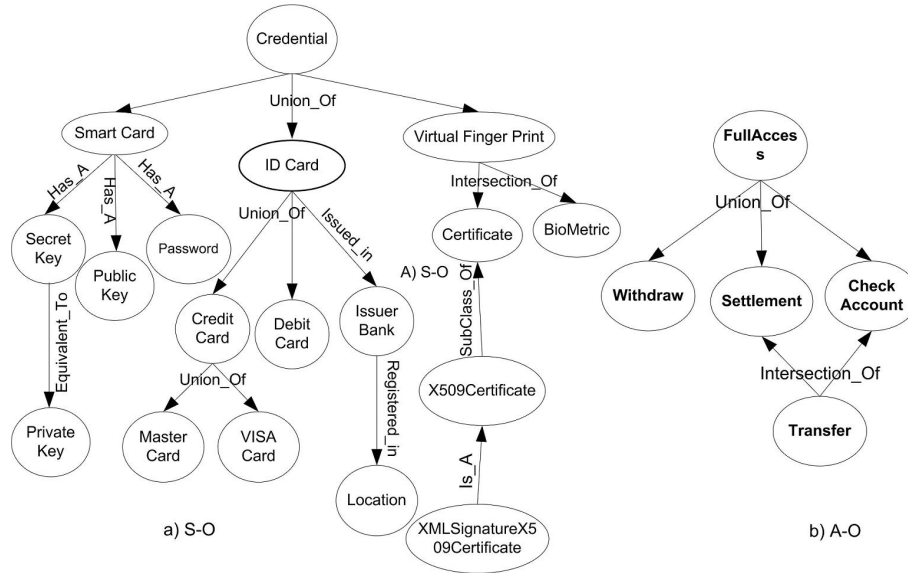 Credential
Union_Of
Smart Card
ID Card
Virtual Finger Print
FullAcces
s
Has_A
Has_A
Has_A
Union_Of
Issued_in
Intersection_Of
Union_Of
Secret
Key
Public
Key
Password
Certificate
BioMetric
A) S-O
Withdraw
Settlement
Check
Account
Equivalent_To
Credit
Card
Debit
Card
Issuer
Bank
SubClass_Of
Union_Of
Registered_in
X509Certificate
Intersection_Of
Private
Key
Master
Card
VISA
Card
Transfer
Is_A
Location
XMLSignatureX5
09Certificate
a) S-O
b) A-O